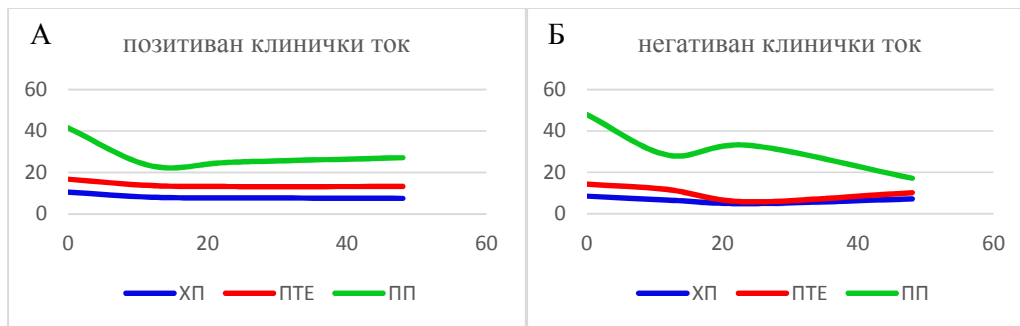 А
позитиван клинички ток
60
40
20
0
0 20 40 60
ХП ПТЕ ПП
Б
негативан клинички ток
60
40
20
0
0 20 40 60
ХП ПТЕ ПП